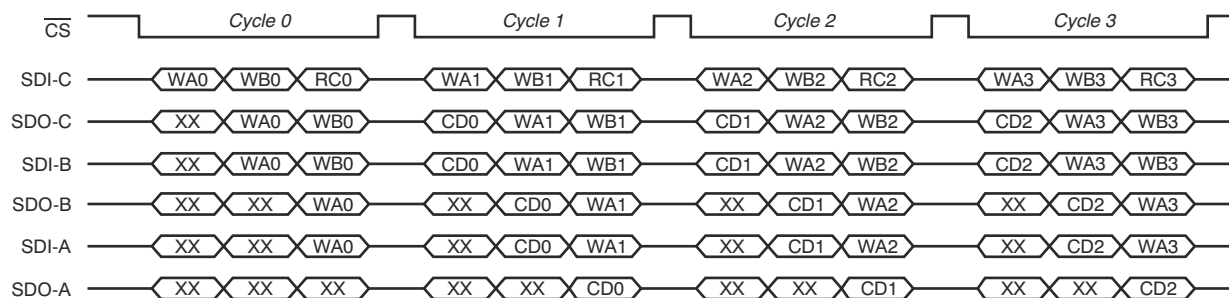 CS Cycle 0 Cycle 1 Cycle 2 Cycle 3
SDI-C WA0 WB0 RC0 WA1 WB1 RC1 WA2 WB2 RC2 WA3 WB3 RC3
SDO-C XX WA0 WB0 CD0 WA1 WB1 CD1 WA2 WB2 CD2 WA3 WB3
SDI-B XX WA0 WB0 CD0 WA1 WB1 CD1 WA2 WB2 CD2 WA3 WB3
SDO-B XX XX WA0 XX CD0 WA1 XX CD1 WA2 XX CD2 WA3
SDI-A XX XX WA0 XX CD0 WA1 XX CD1 WA2 XX CD2 WA3
SDO-A XX XX XX XX XX CD0 XX XX CD1 XX XX CD2